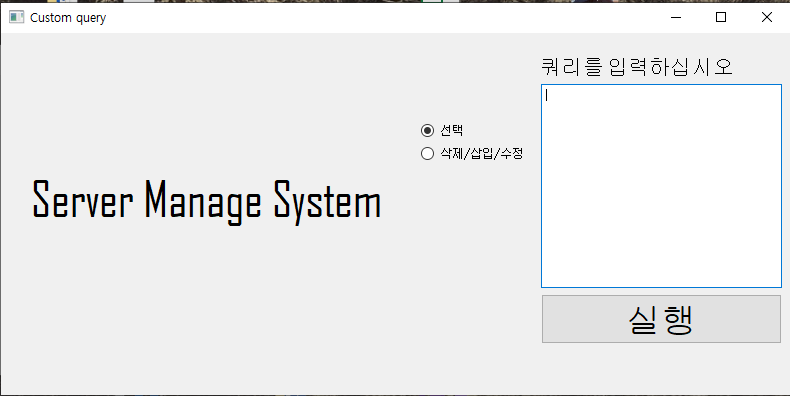 Custom query
쿼리를 입력하십시오
선택
삭제/삽입/수정
Server Manage System
실행